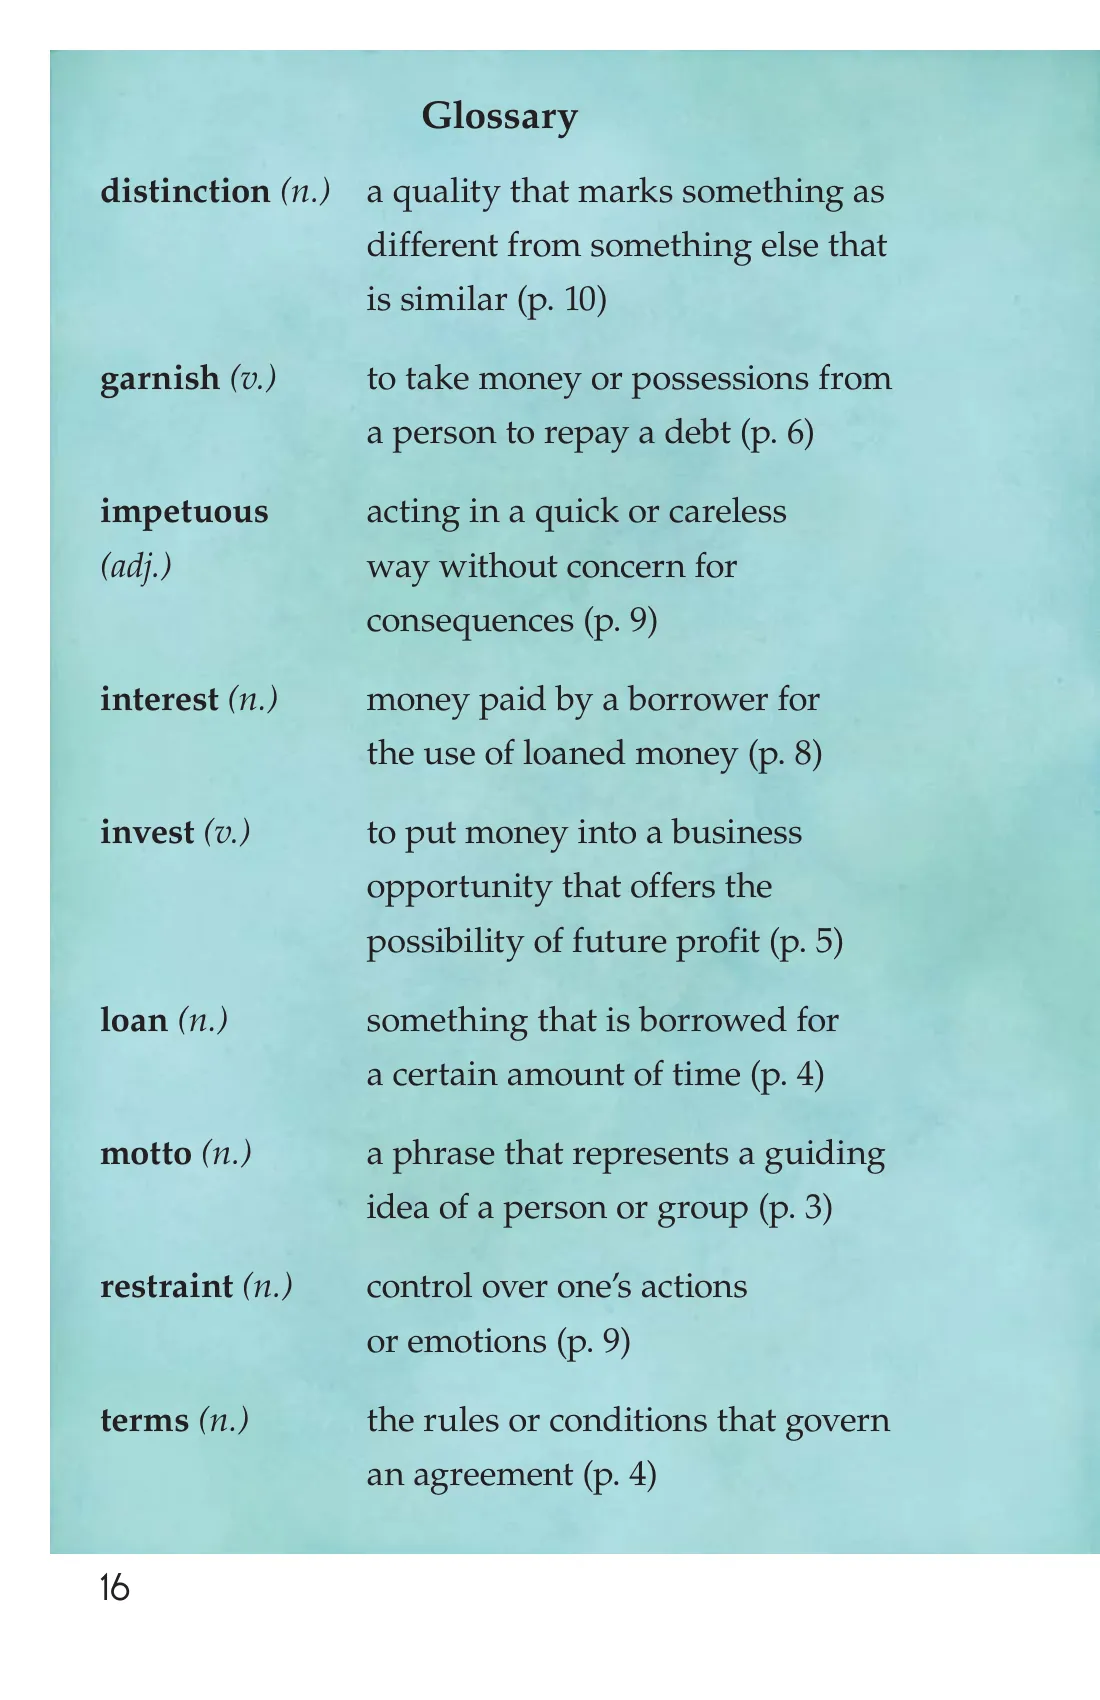 Glossary
distinction (n.) a quality that marks something as
different from something else that
is similar (p. 10)
garnish (v.) to take money or possessions from
a person to repay a debt (p. 6)
impetuous acting in a quick or careless
(adj.) way without concern for
consequences (p. 9)
interest (n.) money paid by a borrower for
the use of loaned money (p. 8)
invest (v.) to put money into a business
opportunity that offers the
possibility of future profit (p. 5)
loan (n.) something that is borrowed for
a certain amount of time (p. 4)
motto (n.) a phrase that represents a guiding
idea of a person or group (p. 3)
restraint (n.) control over one’s actions
or emotions (p. 9)
terms (n.) the rules or conditions that govern
an agreement (p. 4)
16